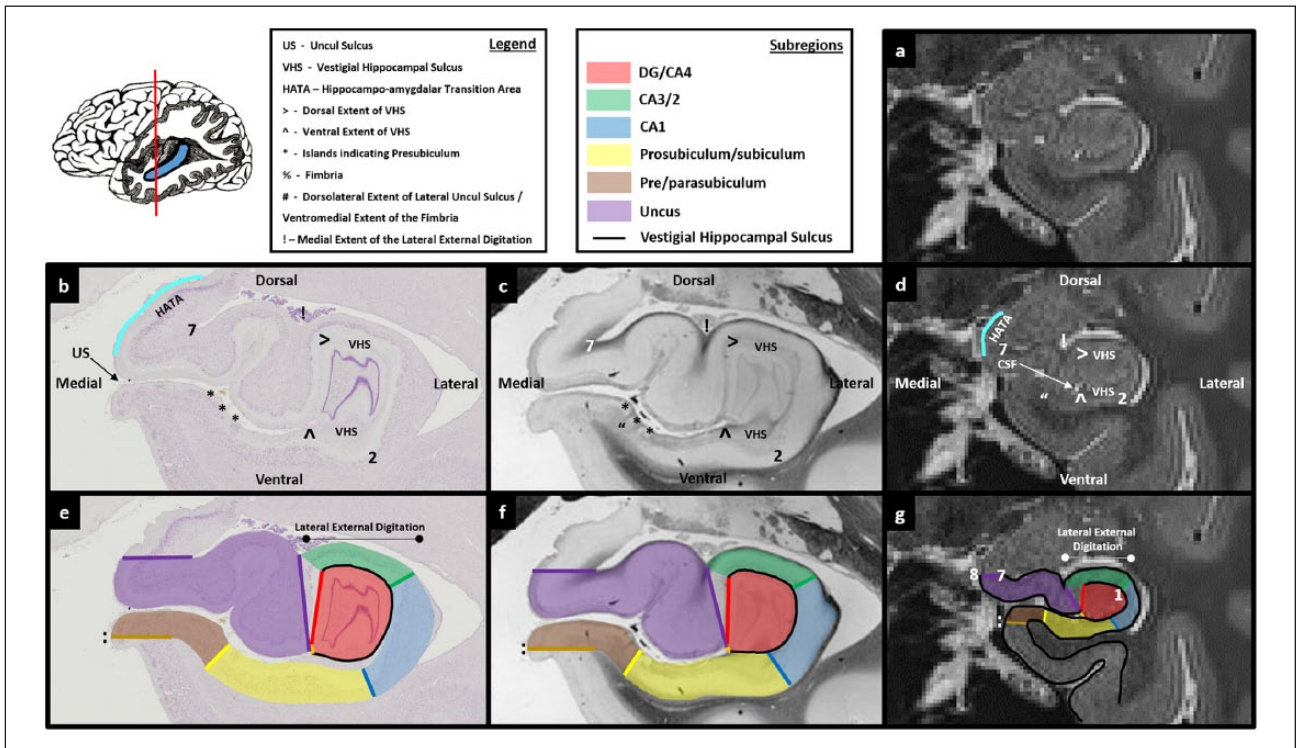 US - Uncul Sulcus
Legend
VHS - Vestigial Hippocampal Sulcus
HATA – Hippocampo-amygdalar Transition Area
> - Dorsal Extent of VHS
^ - Ventral Extent of VHS
* - Islands indicating Presubiculum
% - Fimbria
# - Dorsolateral Extent of Lateral Uncul Sulcus /
Ventromedial Extent of the Fimbria
! – Medial Extent of the Lateral External Digitation
Subregions
DG/CA4
CA3/2
CA1
Prosubiculum/subiculum
Pre/parasubiculum
Uncus
Vestigial Hippocampal Sulcus
a
b
Dorsal
HATA
!
7
>
VHS
US
Medial
Lateral
* * *
^
VHS
2
Ventral
c
Dorsal
!
7
>
VHS
Medial
Lateral
* * *
“
^
VHS
2
Ventral
d
Dorsal
HATA
!
7
>
VHS
CSF
Medial
Lateral
VHS
“
^
2
Ventral
e
Lateral External Digitation
:
f
:
g
Lateral External
Digitation
8
7
1
: